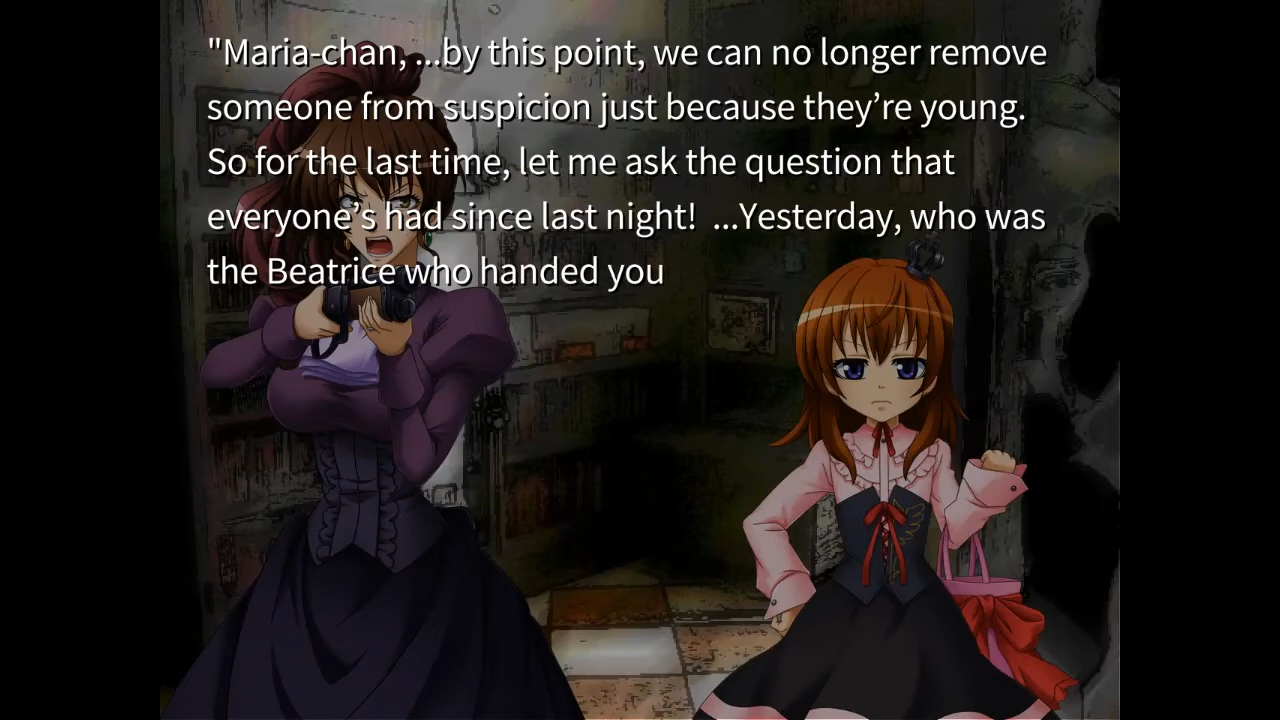 "Maria-chan, ...by this point, we can no longer remove
someone from suspicion just because they’re young.
So for the last time, let me ask the question that
everyone’s had since last night!  ...Yesterday, who was
the Beatrice who handed you